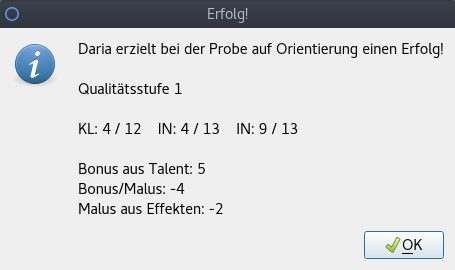 Erfolg!
Daria erzielt bei der Probe auf Orientierung einen Erfolg!
Qualitätsstufe 1
KL: 4 / 12 IN: 4 / 13 IN: 9 / 13
Bonus aus Talent: 5
Bonus/Malus: -4
Malus aus Effekten: -2
OK